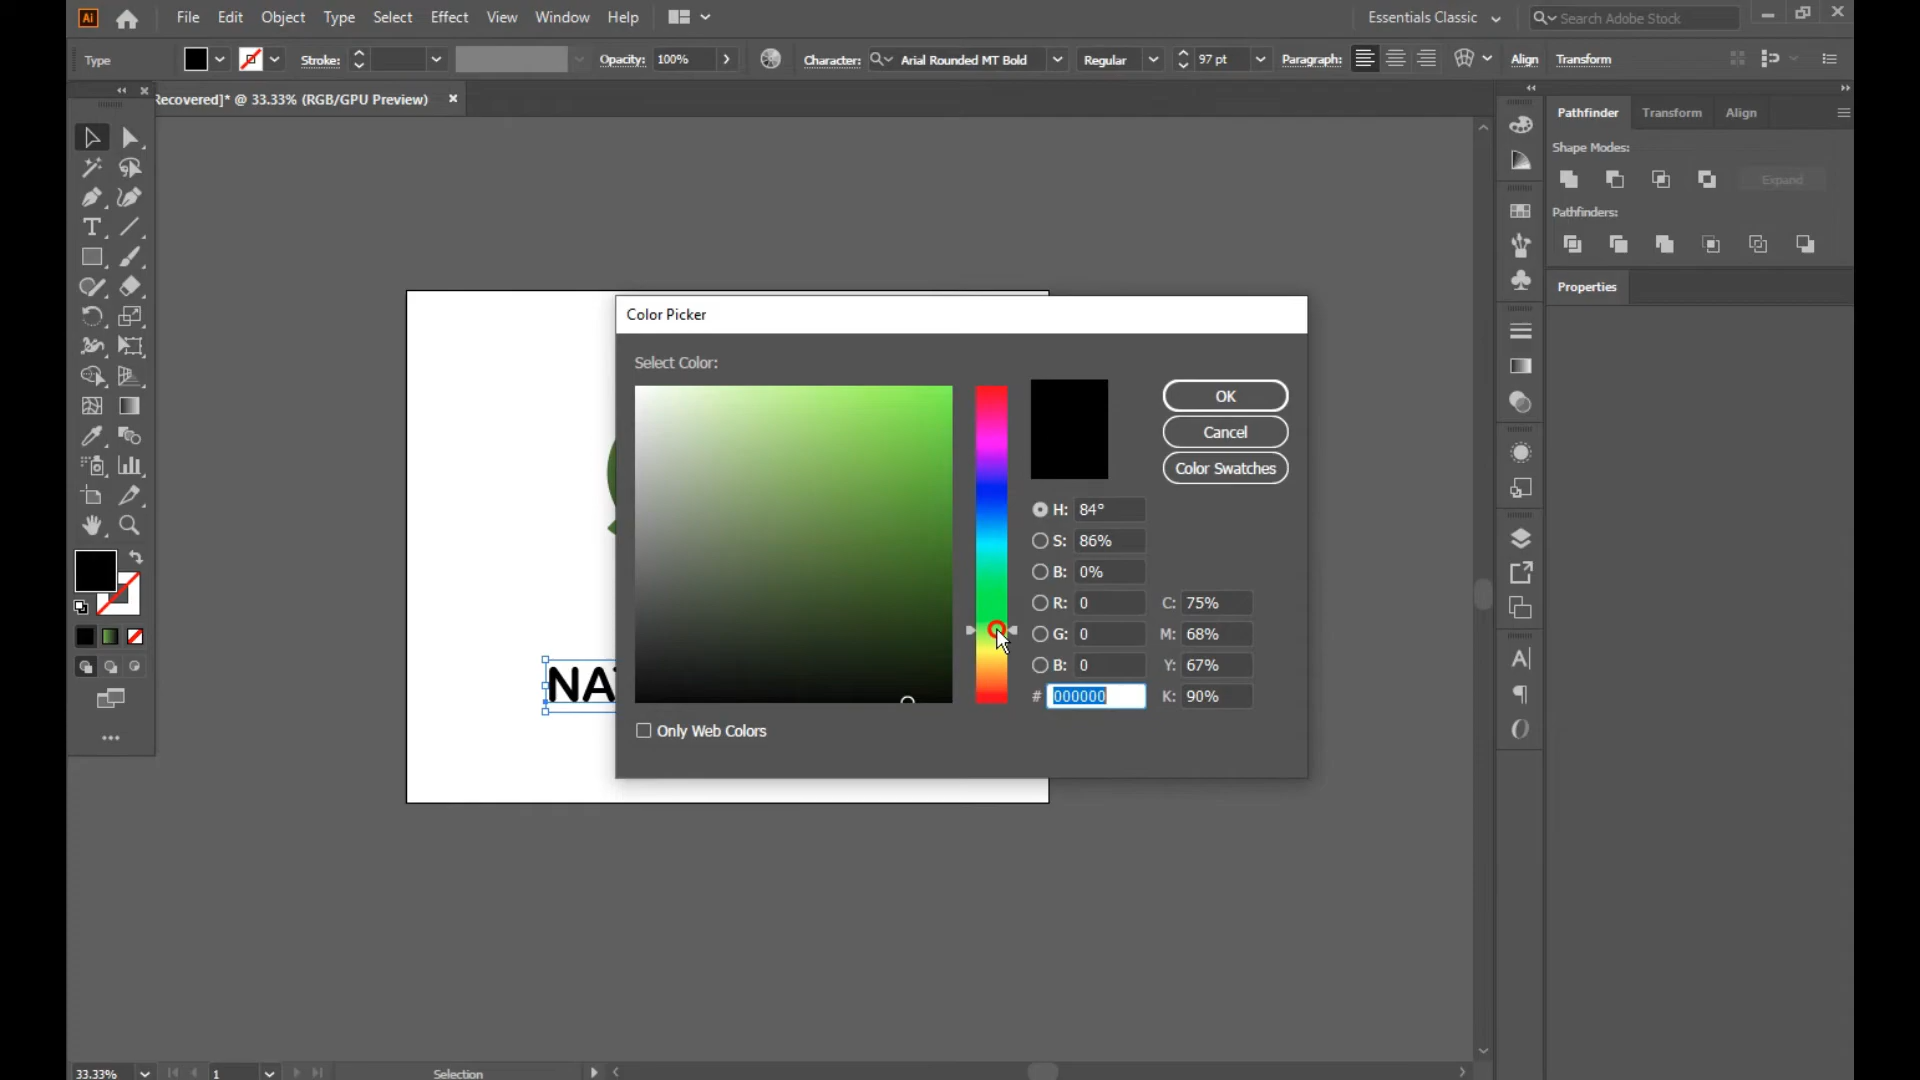 Ai File Edit Object Type Select Effect View Window Help Essentials Classic Search Adobe Stock
Type Stroke: Opacity: 100% Character: Arial Rounded MT Bold Regular 97 pt Paragraph: Align Transform
Recovered]* @ 33.33% (RGB/GPU Preview)
Pathfinder Transform Align
Shape Modes:
Expand
Pathfinders:
Properties
Color Picker
Select Color:
OK
Cancel
Color Swatches
H: 84°
S: 86%
B: 0%
R: 0 C: 75%
G: 0 M: 68%
B: 0 Y: 67%
# 000000 K: 90%
Only Web Colors
NAT
33.33% 1 Selection